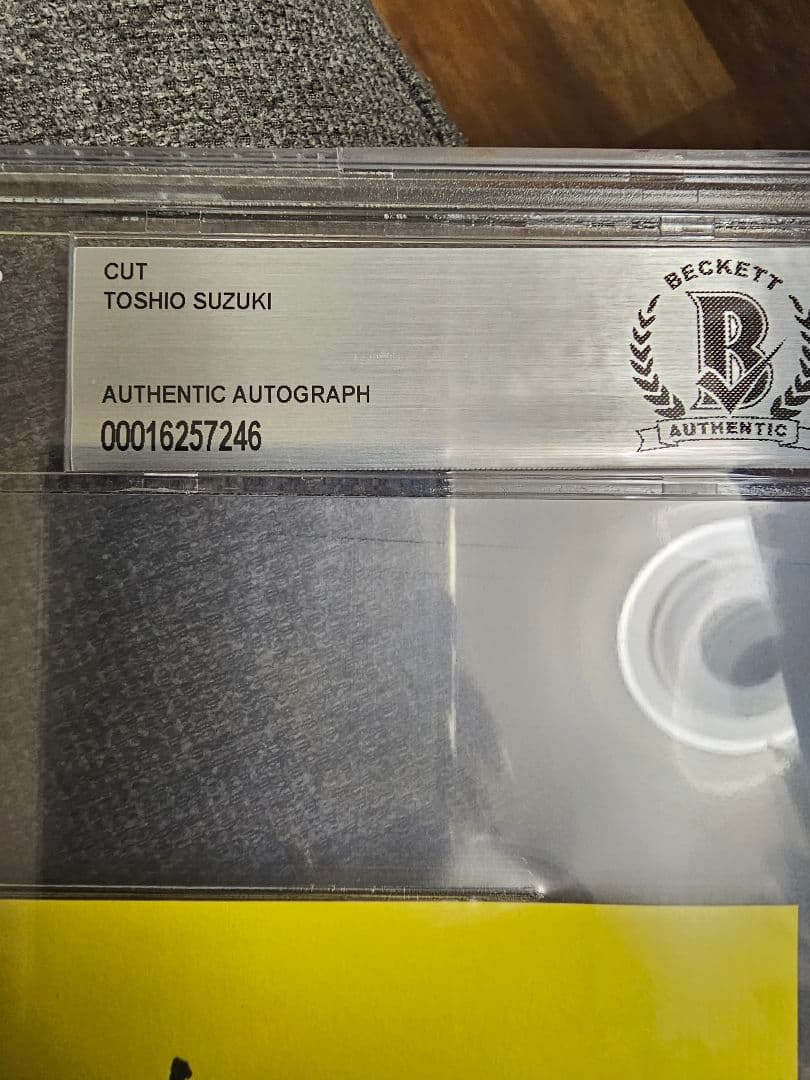 CUT
TOSHIO SUZUKI
AUTHENTIC AUTOGRAPH
00016257246
BECKETT
B
AUTHENTIC